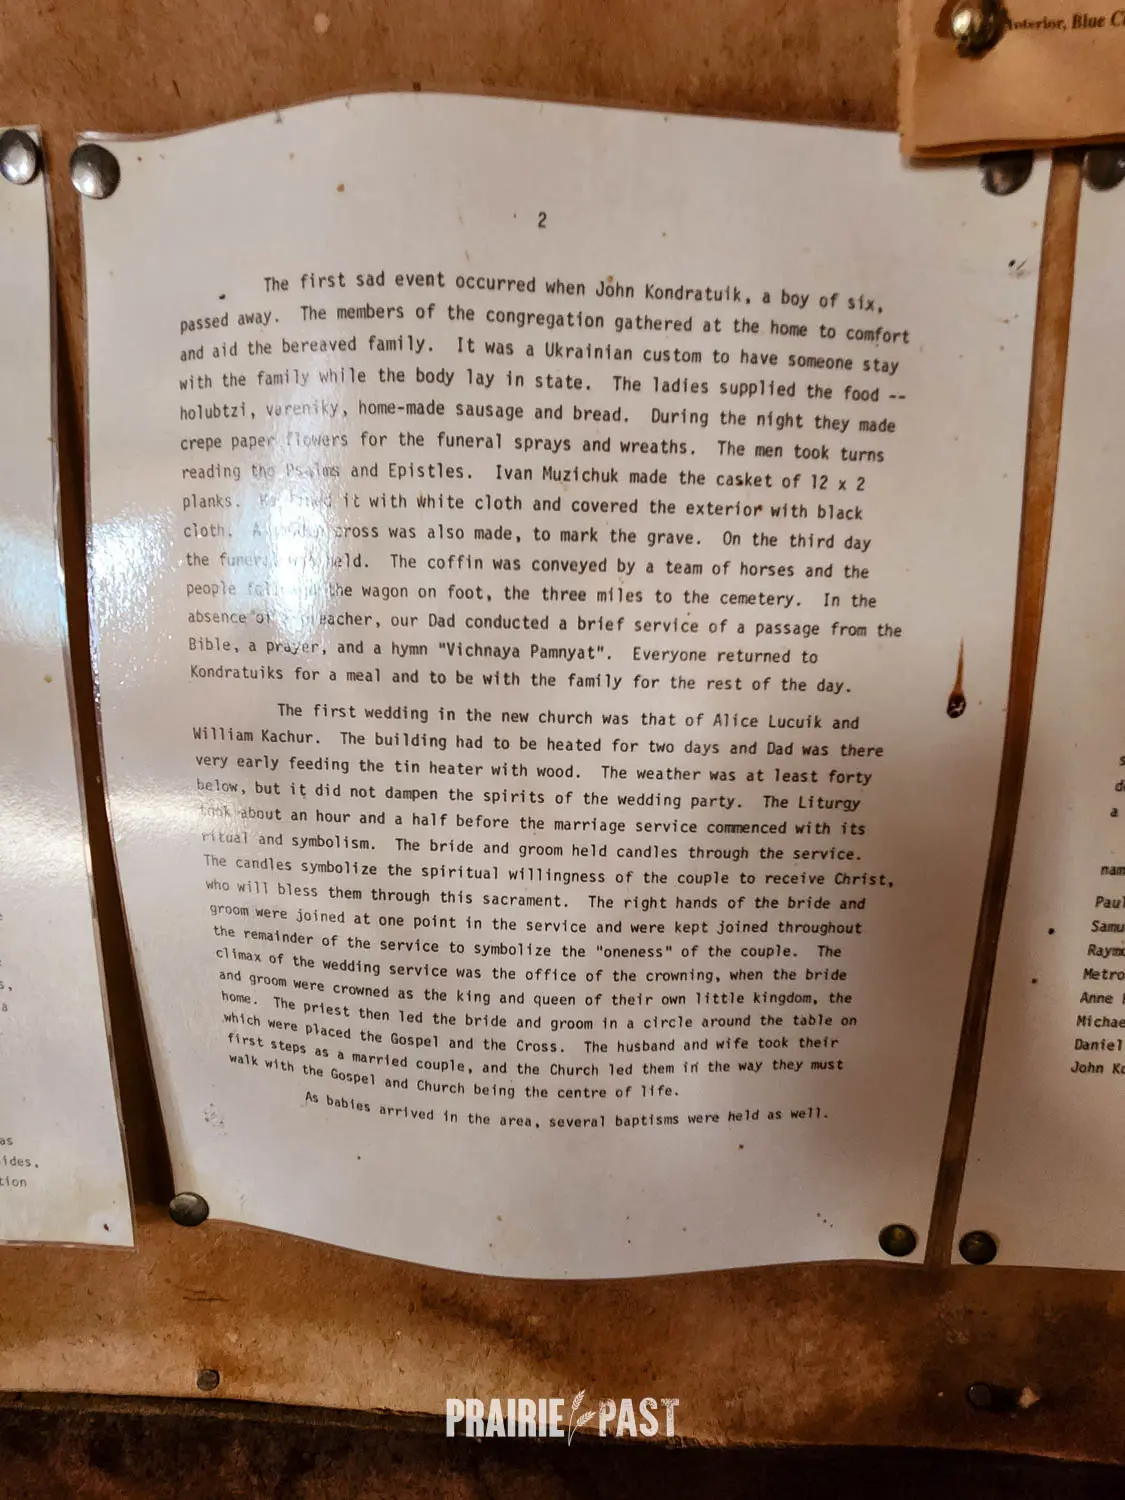 Interior, Blue
2
The first sad event occurred when John Kondratuik, a boy of six,
passed away. The members of the congregation gathered at the home to comfort
and aid the bereaved family. It was a Ukrainian custom to have someone stay
with the family while the body lay in state. The ladies supplied the food --
holubtzi, vareniky, home-made sausage and bread. During the night they made
crepe paper flowers for the funeral sprays and wreaths. The men took turns
reading the Psalms and Epistles. Ivan Muzichuk made the casket of 12 x 2
planks. He lined it with white cloth and covered the exterior with black
cloth. A cross was also made, to mark the grave. On the third day
the funeral was held. The coffin was conveyed by a team of horses and the
people followed the wagon on foot, the three miles to the cemetery. In the
absence of a preacher, our Dad conducted a brief service of a passage from the
Bible, a prayer, and a hymn "Vichnaya Pamnyat". Everyone returned to
Kondratuiks for a meal and to be with the family for the rest of the day.
The first wedding in the new church was that of Alice Lucuik and
William Kachur. The building had to be heated for two days and Dad was there
very early feeding the tin heater with wood. The weather was at least forty
below, but it did not dampen the spirits of the wedding party. The Liturgy
took about an hour and a half before the marriage service commenced with its
ritual and symbolism. The bride and groom held candles through the service.
The candles symbolize the spiritual willingness of the couple to receive Christ,
who will bless them through this sacrament. The right hands of the bride and
groom were joined at one point in the service and were kept joined throughout
the remainder of the service to symbolize the "oneness" of the couple. The
climax of the wedding service was the office of the crowning, when the bride
and groom were crowned as the king and queen of their own little kingdom, the
home. The priest then led the bride and groom in a circle around the table on
which were placed the Gospel and the Cross. The husband and wife took their
first steps as a married couple, and the Church led them in the way they must
walk with the Gospel and Church being the centre of life.
As babies arrived in the area, several baptisms were held as well.
Paul
Samu
Raymo
Metro
Anne
Michae
Daniel
John Ko
PRAIRIE PAST